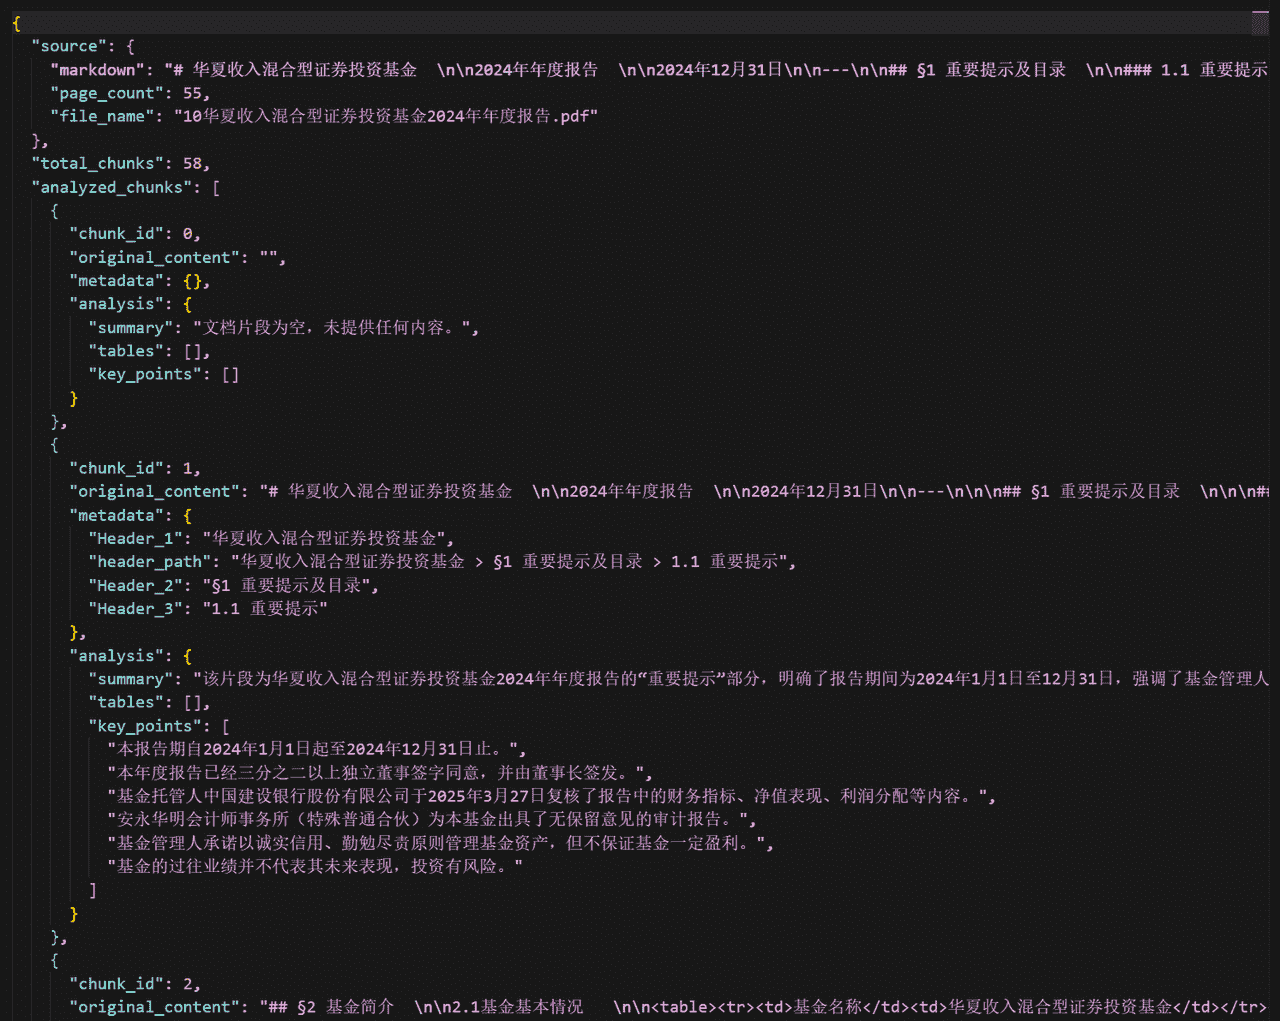 {
"source": {
"markdown": "# 华夏收入混合型证券投资基金  \n\n2024年年度报告  \n\n2024年12月31日\n\n---\n\n## §1 重要提示及目录  \n\n### 1.1 重要提示
"page_count": 55,
"file_name": "10华夏收入混合型证券投资基金2024年年度报告.pdf"
},
"total_chunks": 58,
"analyzed_chunks": [
{
"chunk_id": 0,
"original_content": "",
"metadata": {},
"analysis": {
"summary": "文档片段为空，未提供任何内容。",
"tables": [],
"key_points": []
}
},
{
"chunk_id": 1,
"original_content": "# 华夏收入混合型证券投资基金  \n\n2024年年度报告  \n\n2024年12月31日\n\n---\n\n\n## §1 重要提示及目录  \n\n\n##
"metadata": {
"Header_1": "华夏收入混合型证券投资基金",
"header_path": "华夏收入混合型证券投资基金 > §1 重要提示及目录 > 1.1 重要提示",
"Header_2": "§1 重要提示及目录",
"Header_3": "1.1 重要提示"
},
"analysis": {
"summary": "该片段为华夏收入混合型证券投资基金2024年年度报告的“重要提示”部分，明确了报告期间为2024年1月1日至12月31日，强调了基金管理人
"tables": [],
"key_points": [
"本报告期自2024年1月1日起至2024年12月31日止。",
"本年度报告已经三分之二以上独立董事签字同意，并由董事长签发。",
"基金托管人中国建设银行股份有限公司于2025年3月27日复核了报告中的财务指标、净值表现、利润分配等内容。",
"安永华明会计师事务所（特殊普通合伙）为本基金出具了无保留意见的审计报告。",
"基金管理人承诺以诚实信用、勤勉尽责原则管理基金资产，但不保证基金一定盈利。",
"基金的过往业绩并不代表其未来表现，投资有风险。"
]
}
},
{
"chunk_id": 2,
"original_content": "## §2 基金简介  \n\n2.1基金基本情况   \n\n<table><tr><td>基金名称</td><td>华夏收入混合型证券投资基金</td></tr>